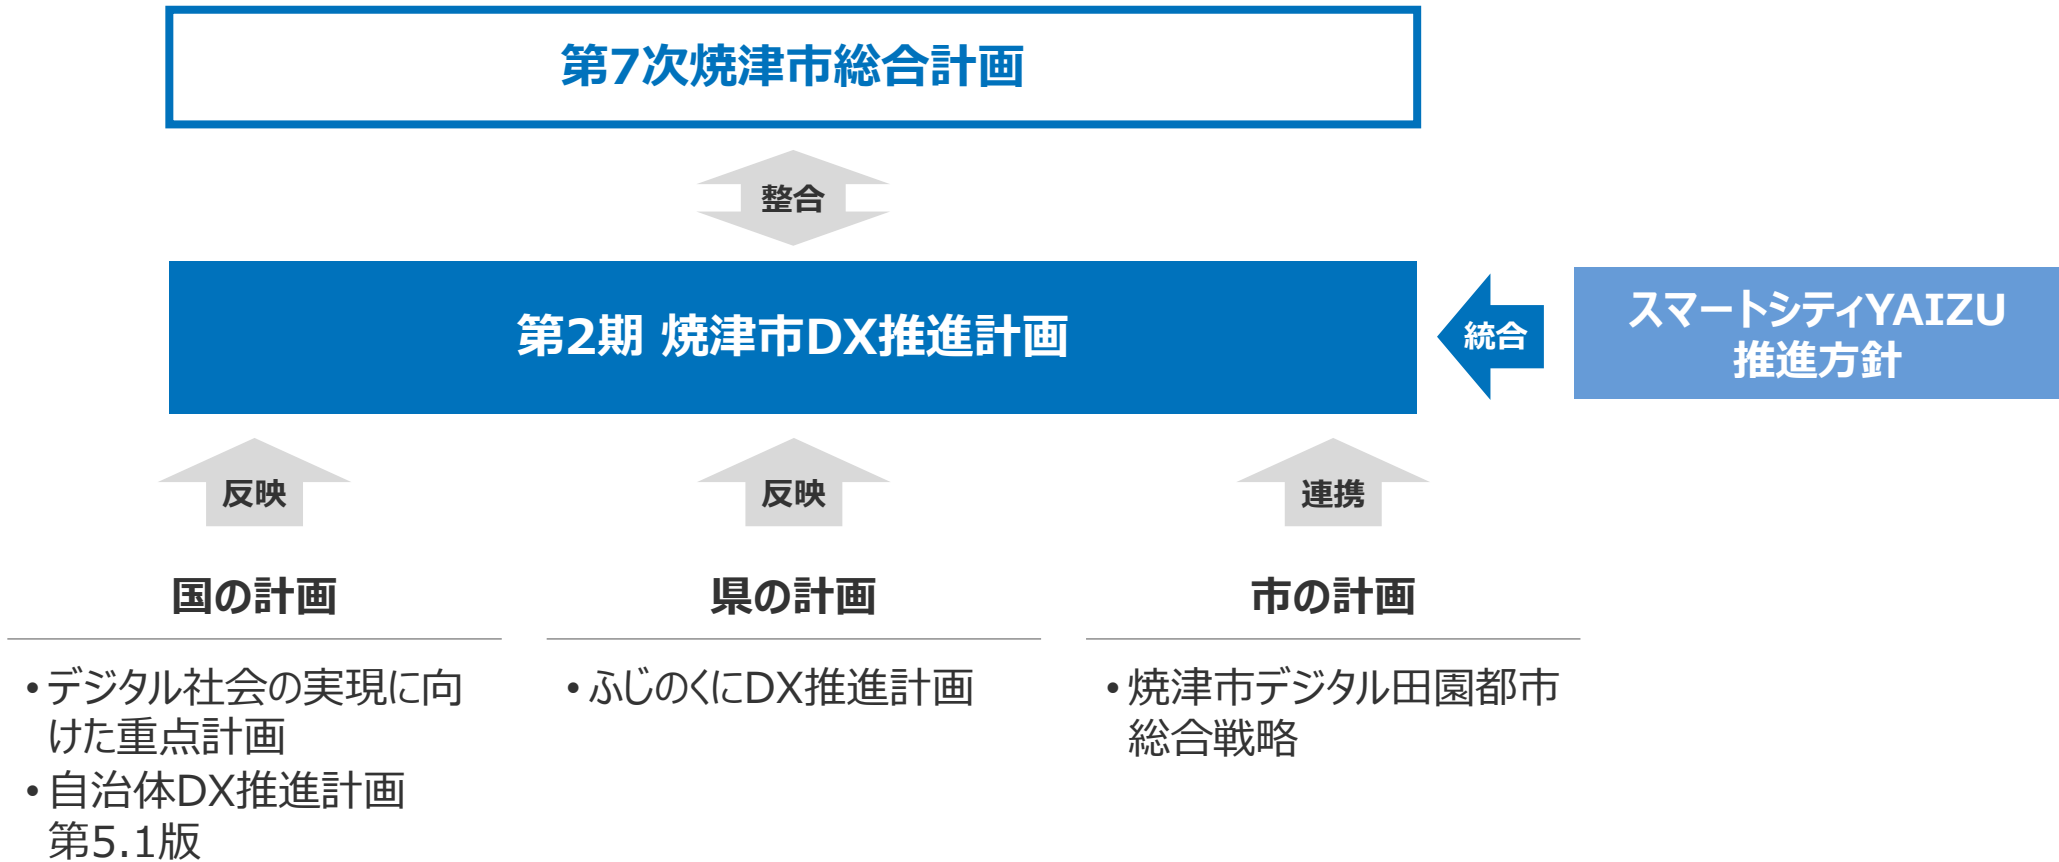 第7次焼津市総合計画
整合
第2期 焼津市DX推進計画
統合
スマートシティYAIZU
推進方針
反映
反映
連携
国の計画
県の計画
市の計画
•デジタル社会の実現に向
けた重点計画
•自治体DX推進計画
第5.1版
•ふじのくにDX推進計画
•焼津市デジタル田園都市
総合戦略